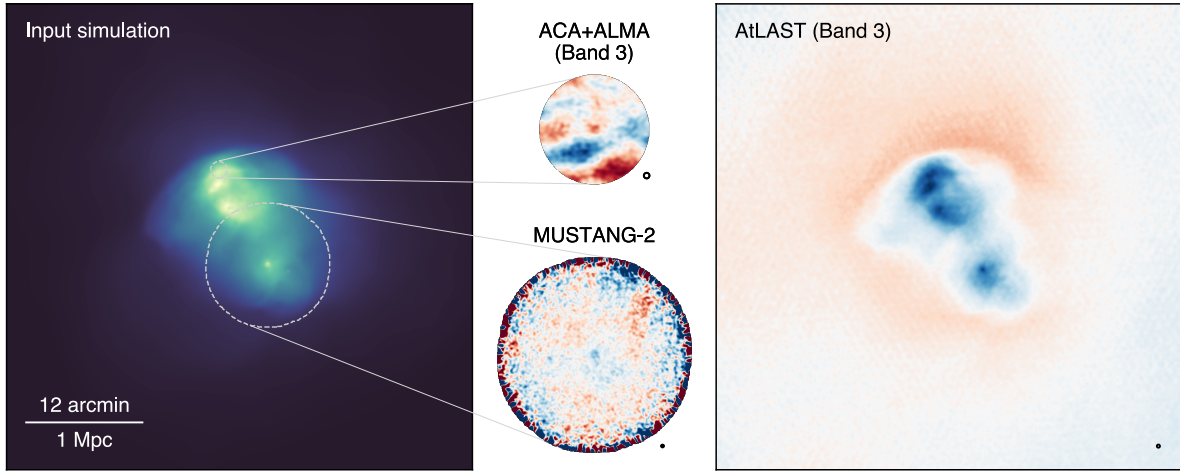 Input simulation
12 arcmin
1 Mpc
ACA+ALMA
(Band 3)
MUSTANG-2
AtLAST (Band 3)